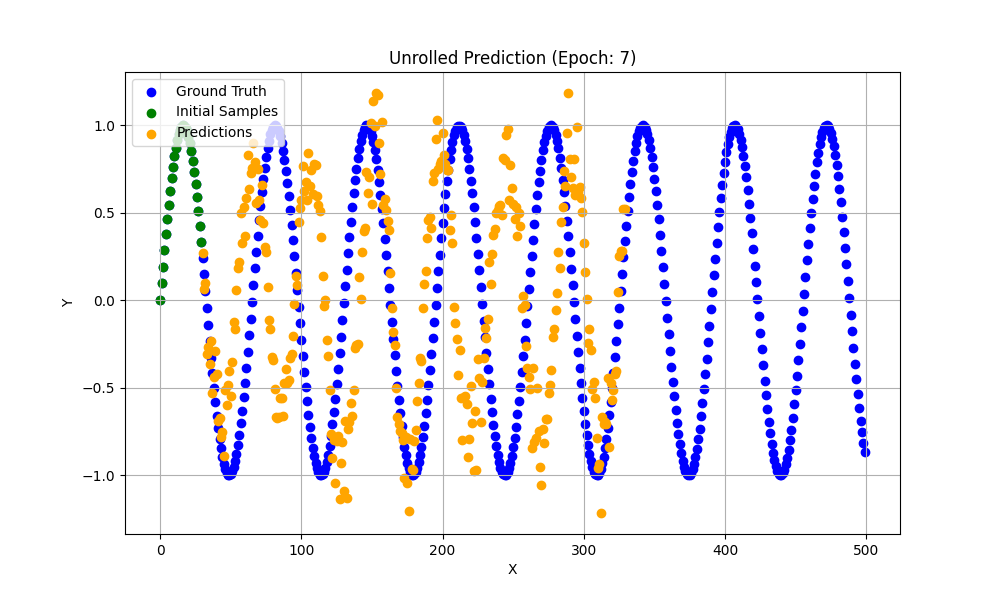 Unrolled Prediction (Epoch: 7)
Ground Truth
Initial Samples
Predictions
1.0
0.5
0.0
−0.5
−1.0
Y
0 100 200 300 400 500
X